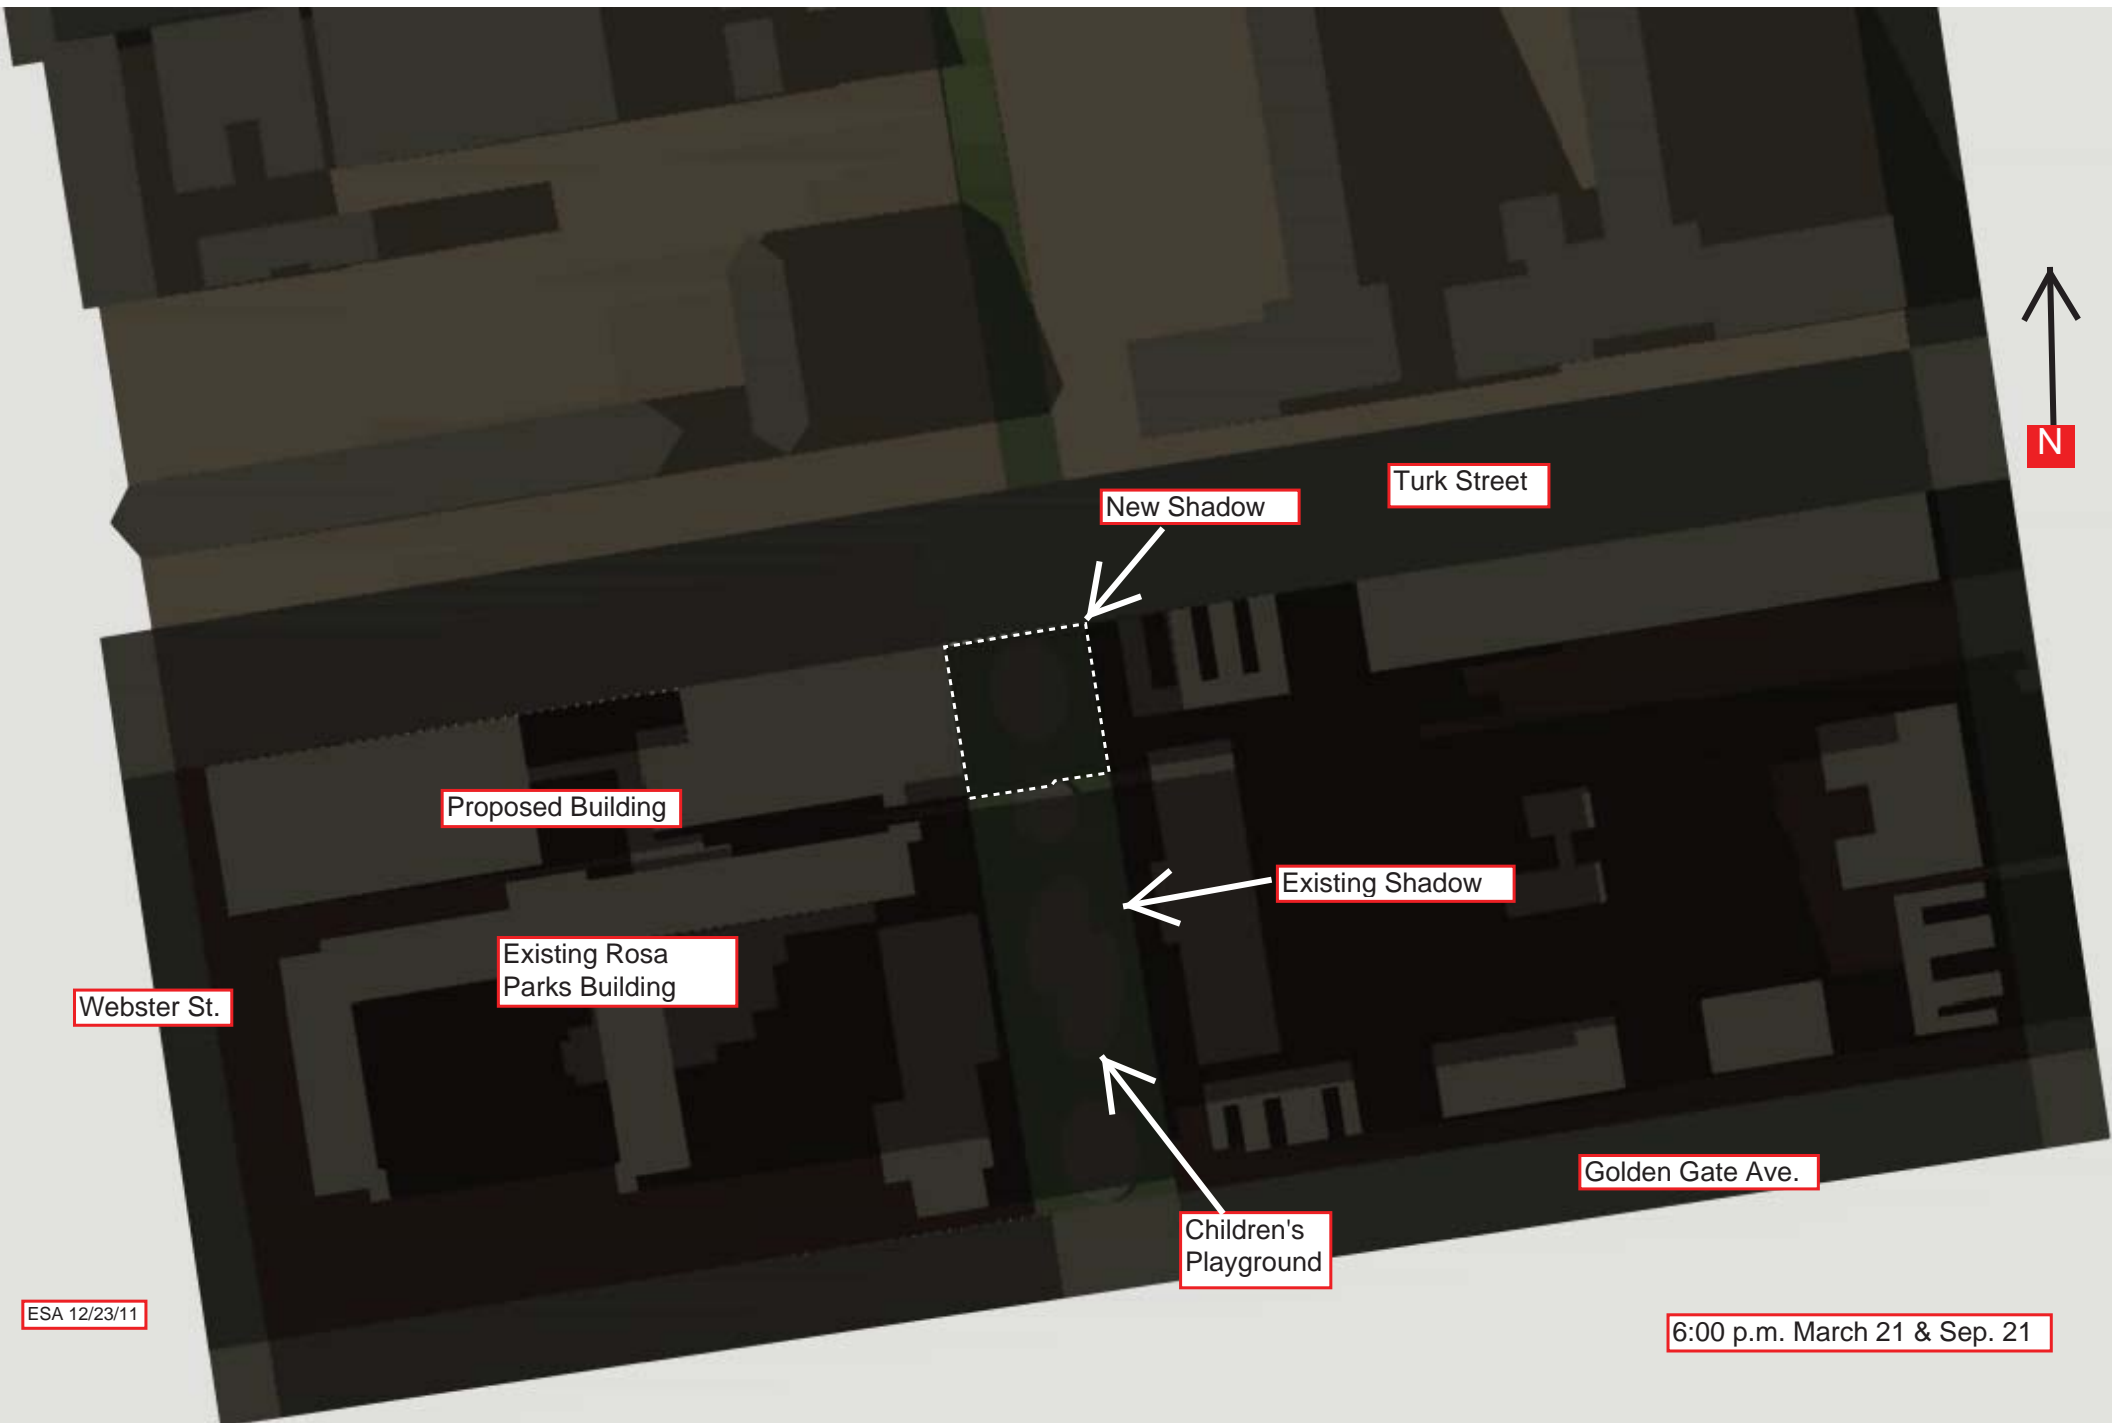 N
Turk Street
New Shadow
Proposed Building
Existing Shadow
Existing Rosa
Parks Building
Webster St.
Golden Gate Ave.
Children's
Playground
ESA 12/23/11
6:00 p.m. March 21 & Sep. 21